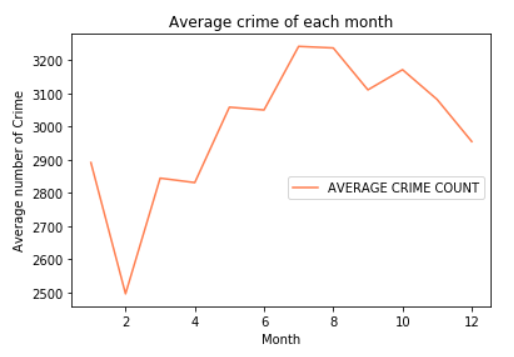 Average crime of each month
3200
3100
3000
2900
2800
2700
2600
2500
Average number of Crime
AVERAGE CRIME COUNT
2 4 6 8 10 12
Month